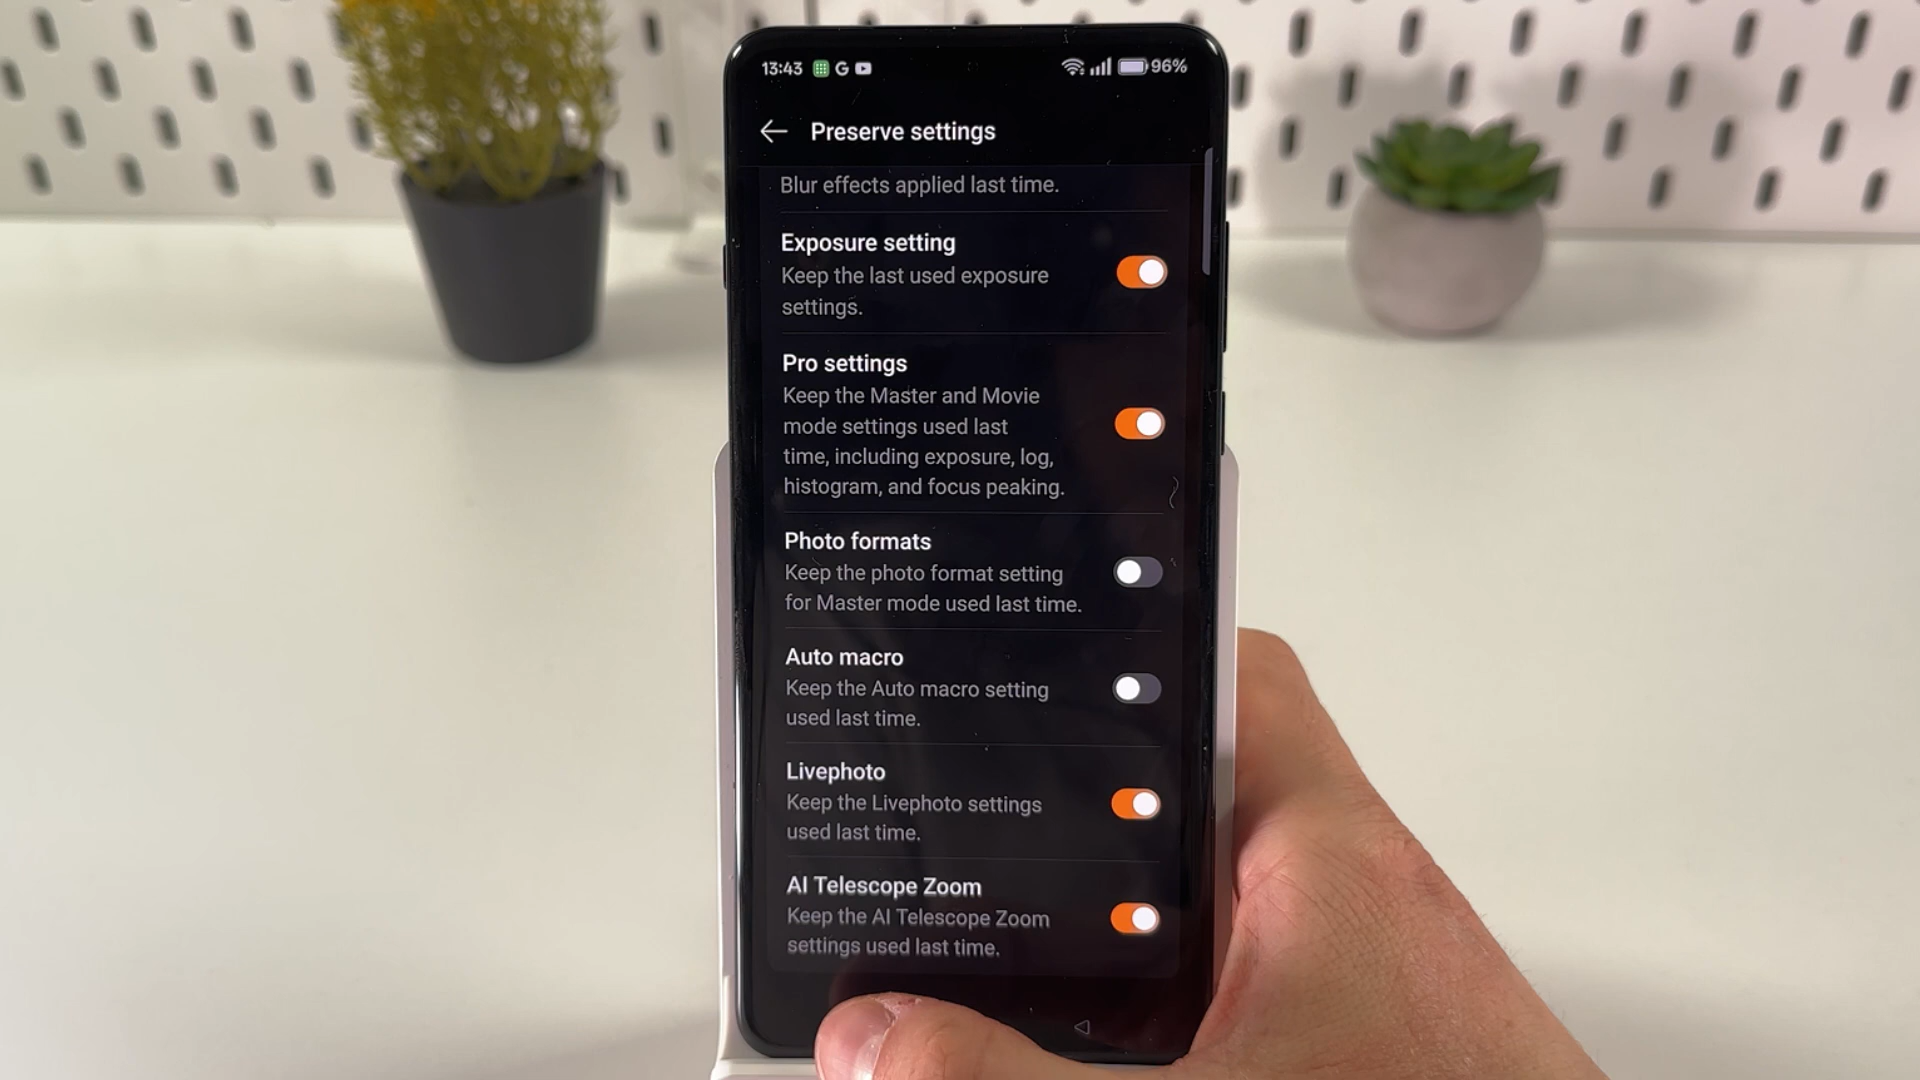 13:43 G 96%
Preserve settings
Blur effects applied last time.
Exposure setting
Keep the last used exposure
settings.
Pro settings
Keep the Master and Movie
mode settings used last
time, including exposure, log,
histogram, and focus peaking.
Photo formats
Keep the photo format setting
for Master mode used last time.
Auto macro
Keep the Auto macro setting
used last time.
Livephoto
Keep the Livephoto settings
used last time.
AI Telescope Zoom
Keep the AI Telescope Zoom
settings used last time.